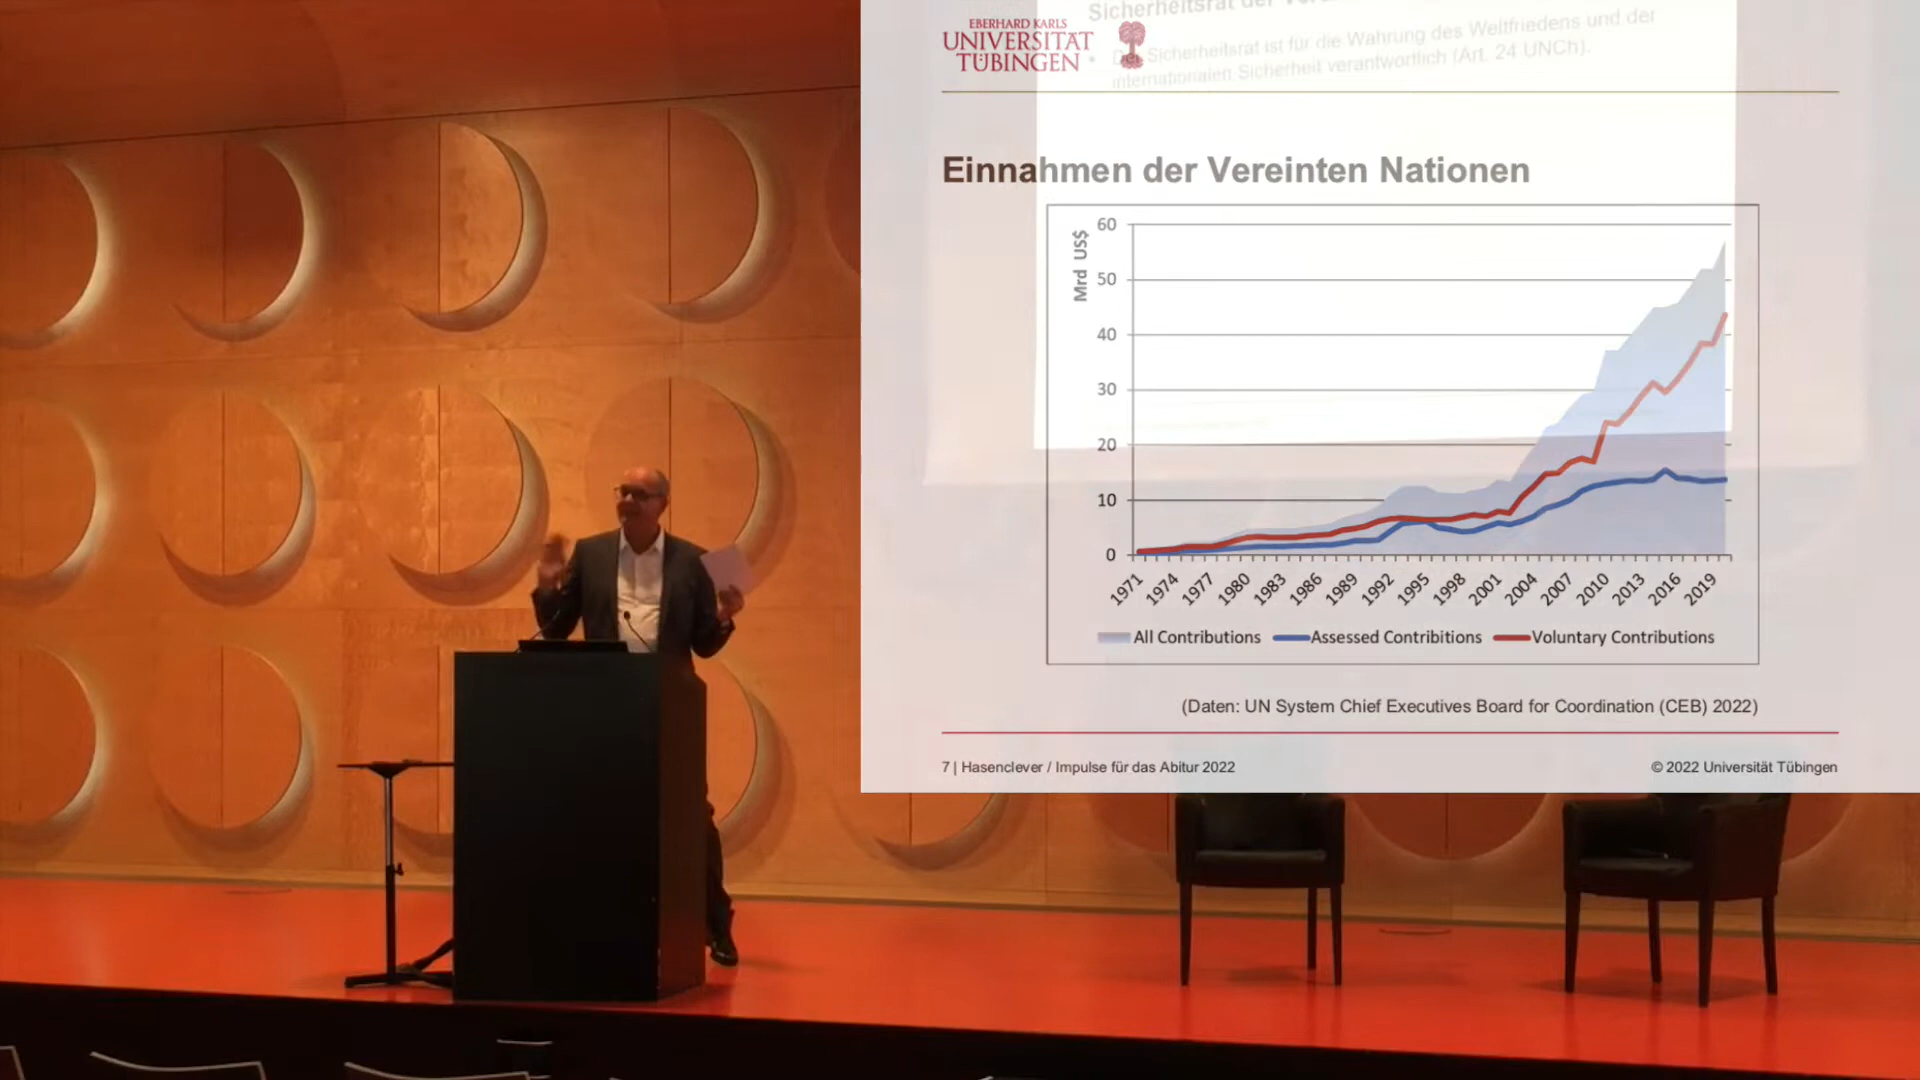 Sicherheitsrat der
EBERHARD KARLS
UNIVERSITÄT
TÜBINGEN
Sicherheitsrat ist für die Wahrung des Weltfriedens und der
internationalen Sicherheit verantwortlich (Art. 24 UNCh).
Einnahmen der Vereinten Nationen
Mrd US$
60
50
40
30
20
10
0
1971 1974 1977 1980 1983 1986 1989 1992 1995 1998 2001 2004 2007 2010 2013 2016 2019
All Contributions Assessed Contribitions Voluntary Contributions
(Daten: UN System Chief Executives Board for Coordination (CEB) 2022)
7 | Hasenclever / Impulse für das Abitur 2022
© 2022 Universität Tübingen